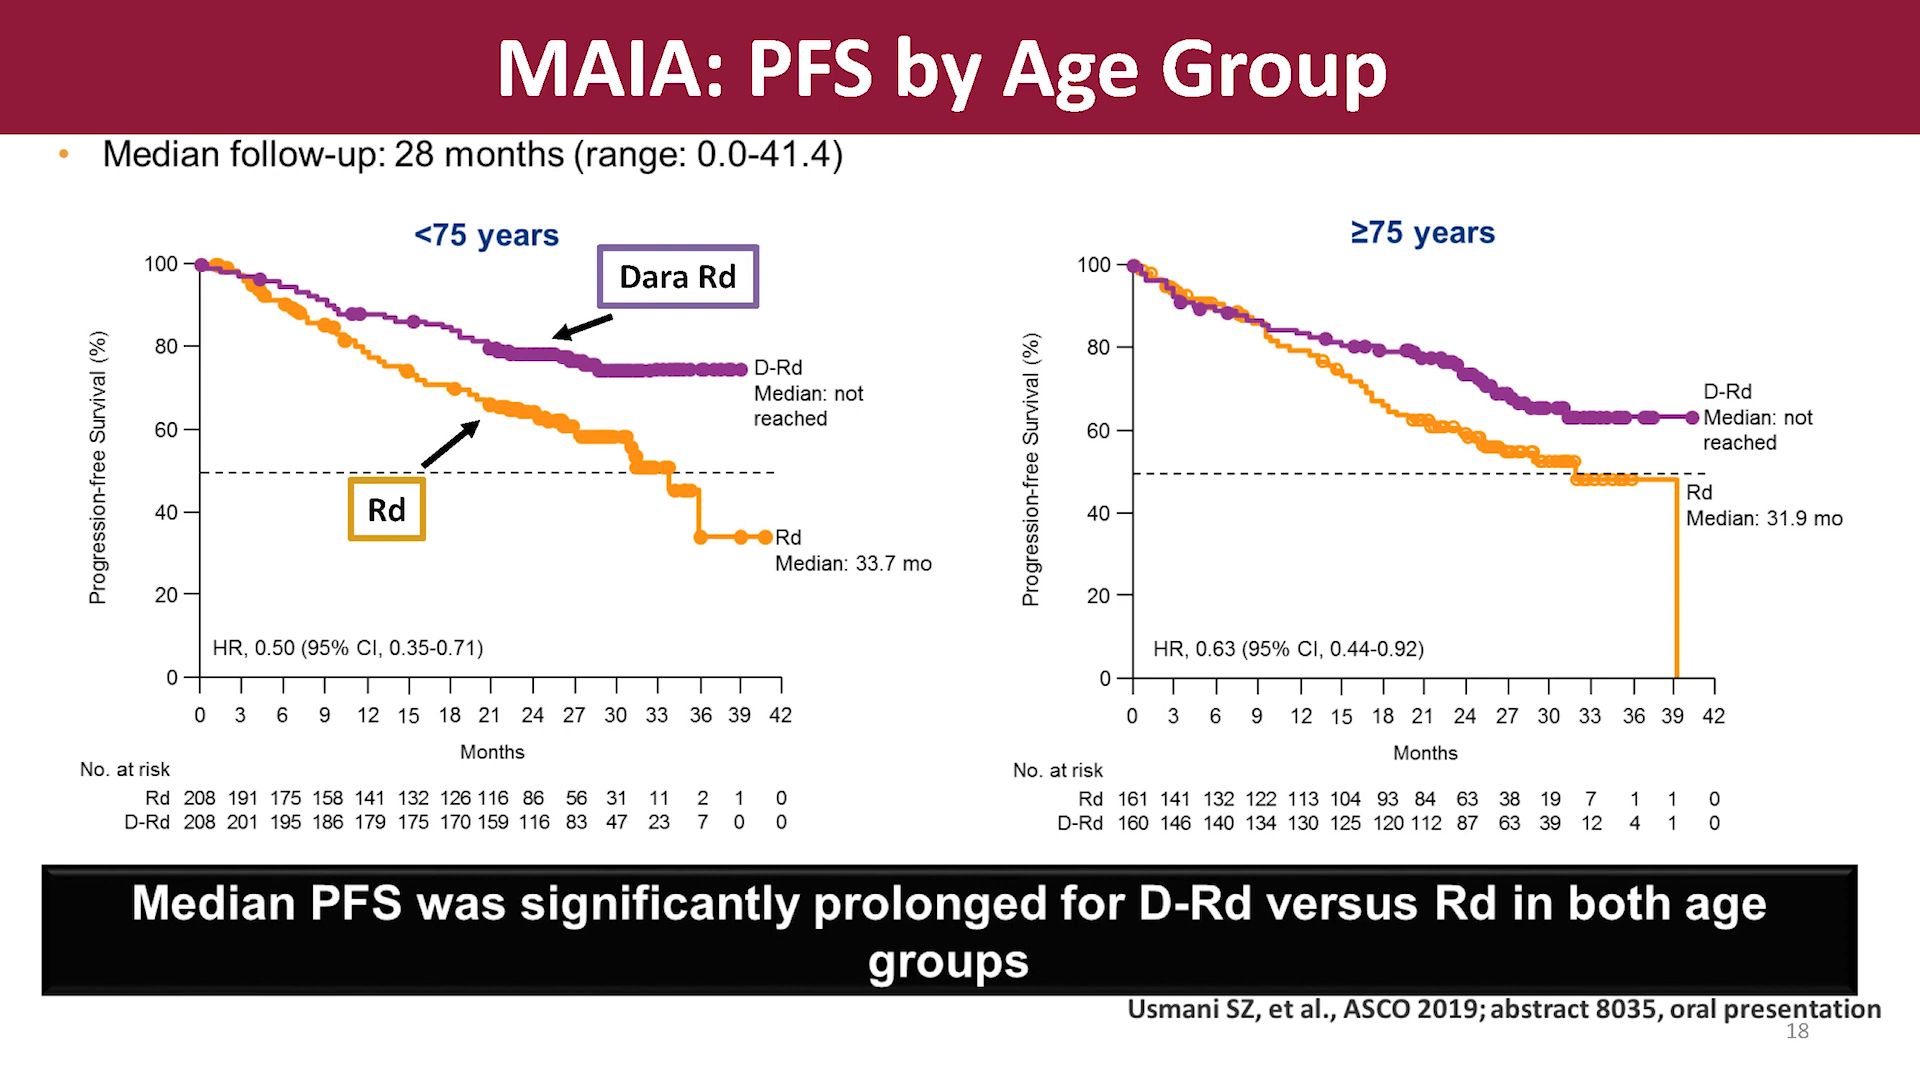 MAIA: PFS by Age Group
• Median follow-up: 28 months (range: 0.0-41.4)
<75 years
Dara Rd
Rd
Progression-free Survival (%)
100
80
60
40
20
0
D-Rd
Median: not
reached
Rd
Median: 33.7 mo
HR, 0.50 (95% CI, 0.35-0.71)
0 3 6 9 12 15 18 21 24 27 30 33 36 39 42
Months
No. at risk
Rd 208 191 175 158 141 132 126 116 86 56 31 11 2 1 0
D-Rd 208 201 195 186 179 175 170 159 116 83 47 23 7 0 0
≥75 years
Progression-free Survival (%)
100
80
60
40
20
0
D-Rd
Median: not
reached
Rd
Median: 31.9 mo
HR, 0.63 (95% CI, 0.44-0.92)
0 3 6 9 12 15 18 21 24 27 30 33 36 39 42
Months
No. at risk
Rd 161 141 132 122 113 104 93 84 63 38 19 7 1 1 0
D-Rd 160 146 140 134 130 125 120 112 87 63 39 12 4 1 0
Median PFS was significantly prolonged for D-Rd versus Rd in both age
groups
Usmani SZ, et al., ASCO 2019; abstract 8035, oral presentation
18